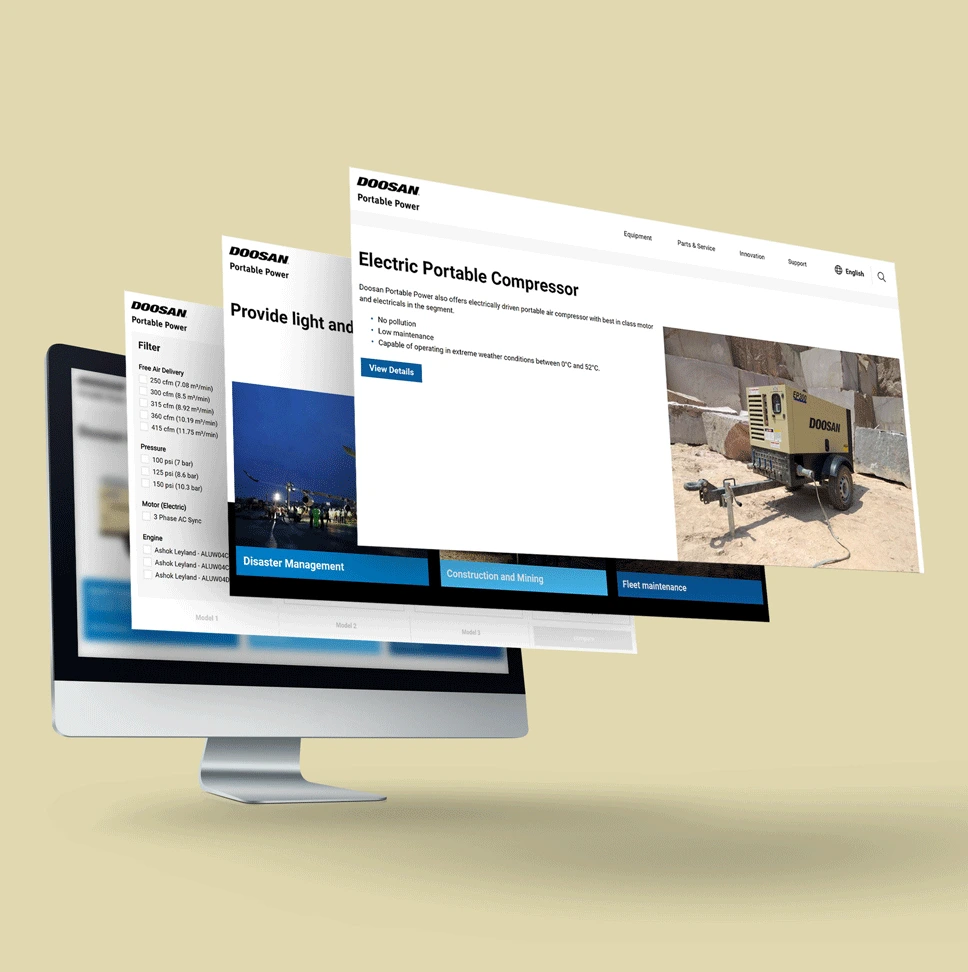 DOOSAN
Portable Power
Equipment
Parts & Service
Innovation
Support
English
Electric Portable Compressor
Doosan Portable Power also offers electrically driven portable air compressor with best in class motor
and electricals in the segment.
• No pollution
• Low maintenance
• Capable of operating in extreme weather conditions between 0°C and 52°C.
View Details
DOOSAN
DOOSAN
Portable Power
Provide light and
Disaster Management
Construction and Mining
Fleet maintenance
DOOSAN
Portable Power
Filter
Free Air Delivery
250 cfm (7.08 m³/min)
300 cfm (8.5 m³/min)
315 cfm (8.92 m³/min)
360 cfm (10.19 m³/min)
415 cfm (11.75 m³/min)
Pressure
100 psi (7 bar)
125 psi (8.6 bar)
150 psi (10.3 bar)
Motor (Electric)
3 Phase AC Sync
Engine
Ashok Leyland - ALUW04C
Ashok Leyland - ALUW04C
Ashok Leyland - ALUW04D
Model 1
Model 2
Model 3